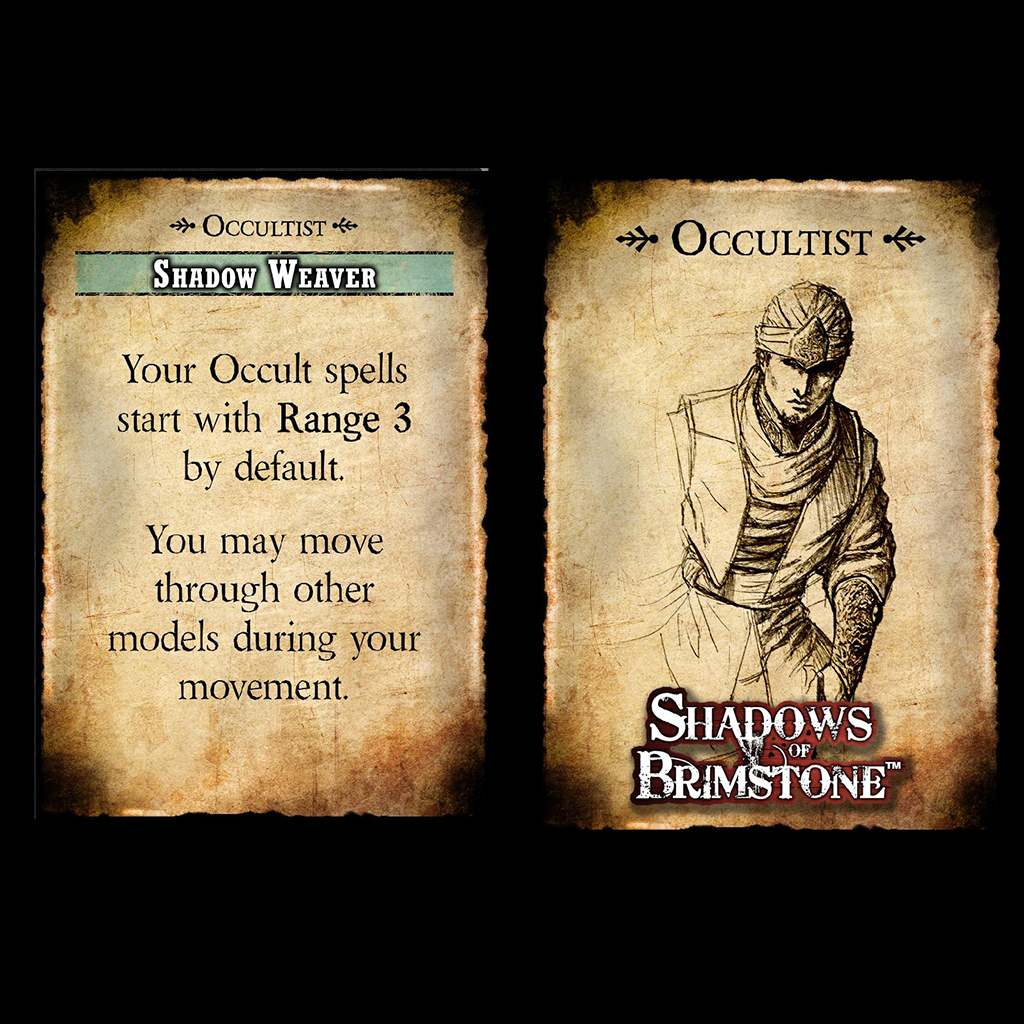 Occultist
Shadow Weaver
Your Occult spells
start with Range 3
by default.
You may move
through other
models during your
movement.
Occultist
Shadows
of
Brimstone™